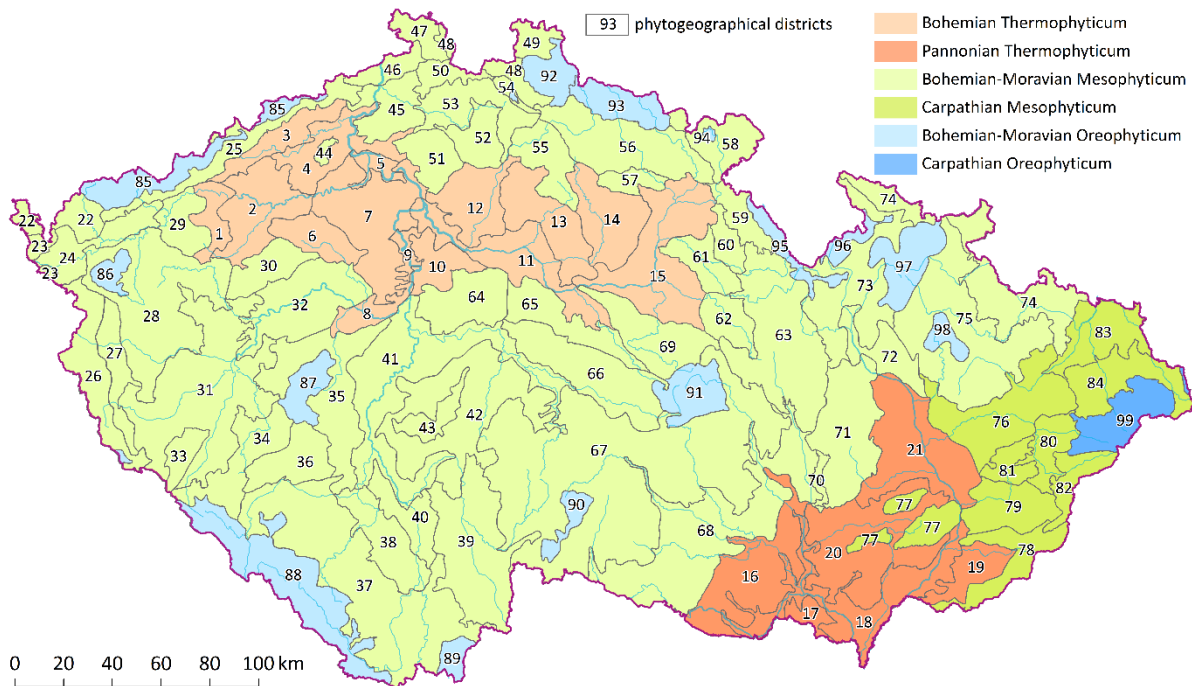 93 phytogeographical districts
Bohemian Thermophyticum
Pannonian Thermophyticum
Bohemian-Moravian Mesophyticum
Carpathian Mesophyticum
Bohemian-Moravian Oreophyticum
Carpathian Oreophyticum
47
48
49
46 50 48 92
54
85 45 53 93
3 52 94 58
25 44 5 51 55 56
4
85 57
22 22 29 2 7 12 13 14 59 74
1 6 95 96
23 24 9 60
23 86 30 10 11 15 61 97
32 64 65 73
28 8 62 63 74
69 98 75
27 41 72 83
26 87 35 66 91 84
31 42 99
34 43 71 76 80
33 36 67 21 81
70 82
90 77 79
40 68 77
38 39 20 77 78
88 37 16 19
17 18
89
0 20 40 60 80 100 km